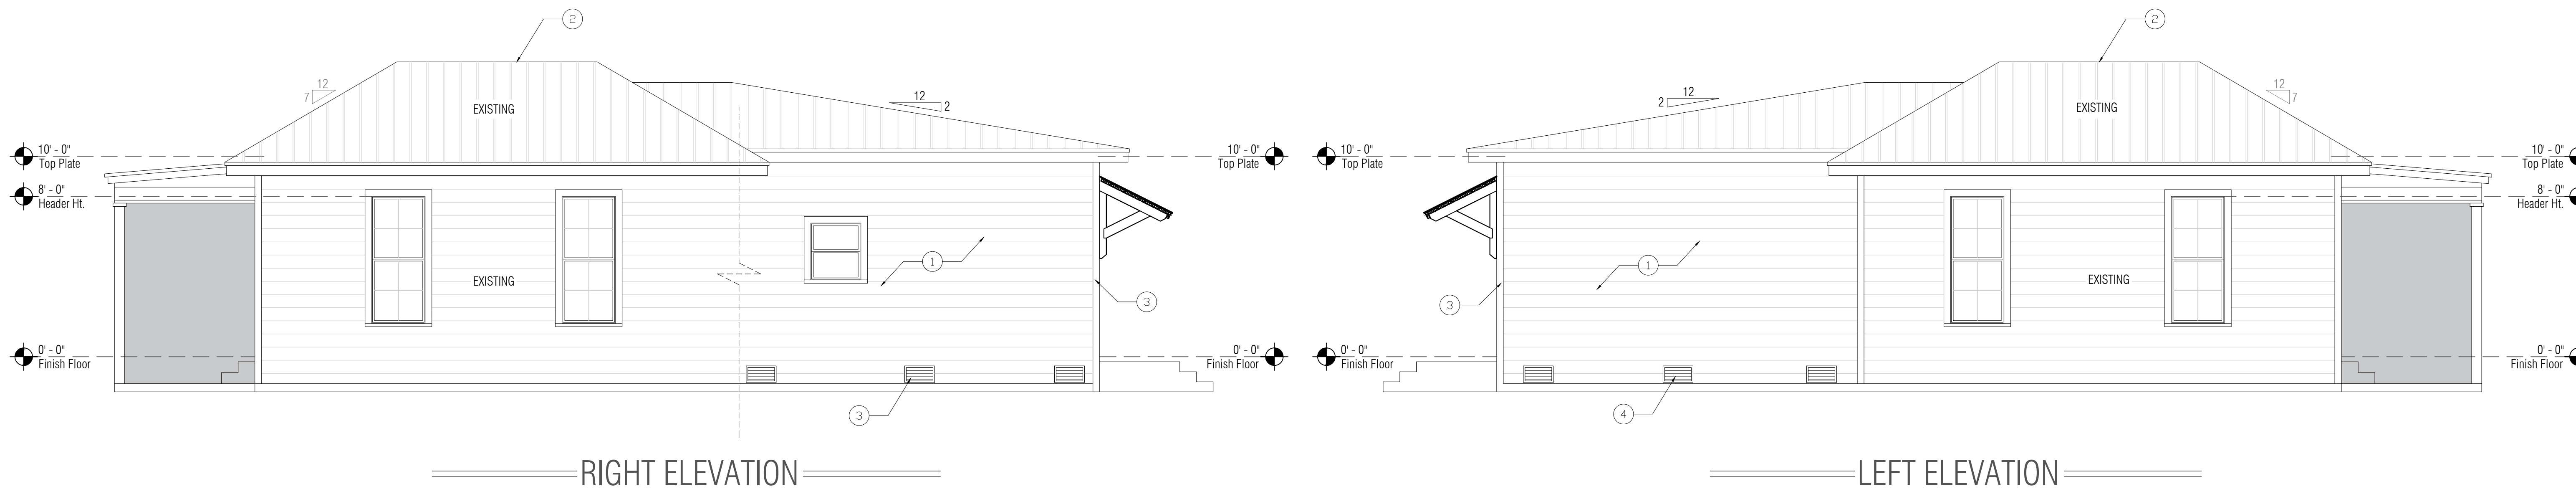 2
12
7
EXISTING
12
2
10' - 0"
Top Plate
8' - 0"
Header Ht.
10' - 0"
Top Plate
1
EXISTING
3
0' - 0"
Finish Floor
0' - 0"
Finish Floor
3
RIGHT ELEVATION
2
12
2
EXISTING
12
7
10' - 0"
Top Plate
10' - 0"
Top Plate
8' - 0"
Header Ht.
1
EXISTING
3
0' - 0"
Finish Floor
0' - 0"
Finish Floor
4
LEFT ELEVATION